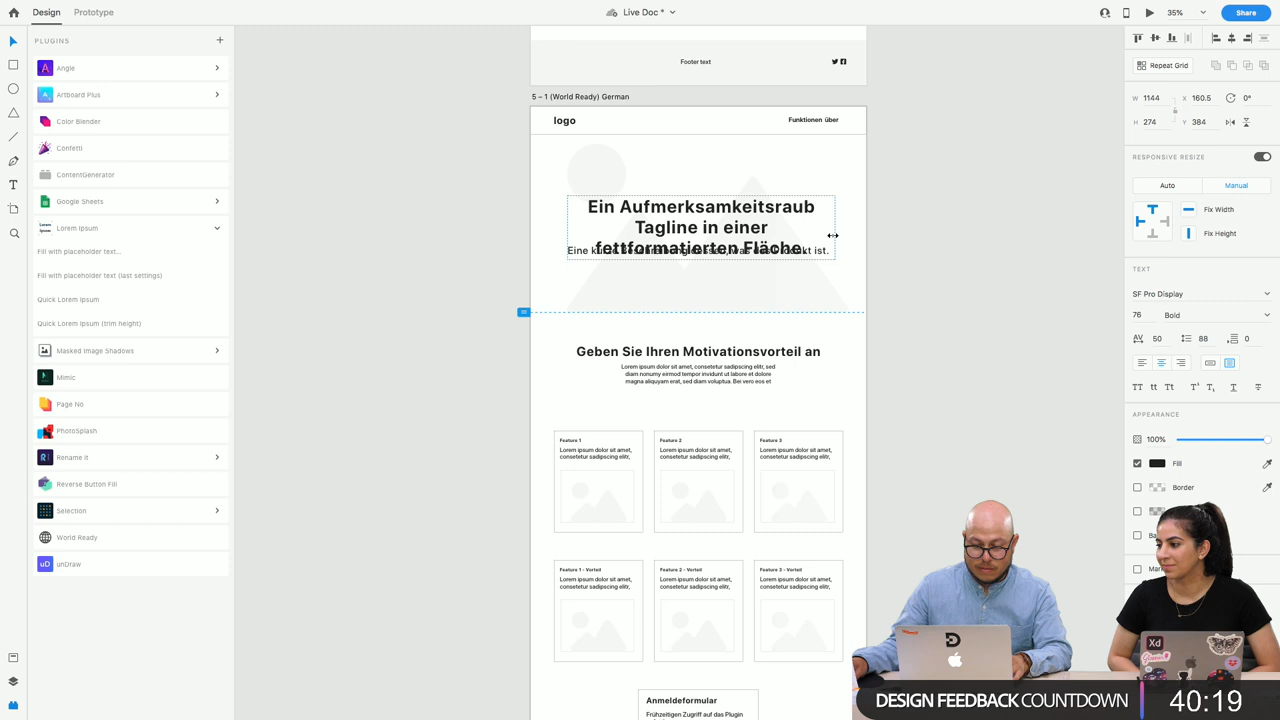 Design Prototype
Live Doc *
35%
Share
PLUGINS
Angle
Artboard Plus
Color Blender
Confetti
ContentGenerator
Google Sheets
Lorem Ipsum
Fill with placeholder text...
Fill with placeholder text (last settings)
Quick Lorem Ipsum
Quick Lorem Ipsum (trim height)
Masked Image Shadows
Mimic
Page No
PhotoSplash
Rename It
Reverse Button Fill
Selection
World Ready
unDraw
Footer text
5 – 1 (World Ready) German
logo
Funktionen über
Ein Aufmerksamkeitsraub
Tagline in einer
fettformatierten Fläche.
Eine kurze
ist.
Geben Sie Ihren Motivationsvorteil an
Lorem ipsum dolor sit amet, consetetur sadipscing elitr, sed
diam nonumy eirmod tempor invidunt ut labore et dolore
magna aliquyam erat, sed diam voluptua. Bei vero eos et
Feature 1
Lorem ipsum dolor sit amet,
consetetur sadipscing elitr,
Feature 2
Lorem ipsum dolor sit amet,
consetetur sadipscing elitr,
Feature 3
Lorem ipsum dolor sit amet,
consetetur sadipscing elitr,
Feature 1 - Vorteil
Lorem ipsum dolor sit amet,
consetetur sadipscing elitr,
Feature 2 - Vorteil
Lorem ipsum dolor sit amet,
consetetur sadipscing elitr,
Feature 3 - Vorteil
Lorem ipsum dolor sit amet,
consetetur sadipscing elitr,
Anmeldeformular
Frühzeitigen Zugriff auf das Plugin
Repeat Grid
W 1144 X 160.5 0°
H 274 Y 384
RESPONSIVE RESIZE
Auto Manual
Fix Width
Fix Height
TEXT
SF Pro Display
76 Bold
50 88 0
TT tt Tt T¹ T₁ T T
APPEARANCE
100%
Fill
Border
Xd
DESIGN FEEDBACK COUNTDOWN 40:19